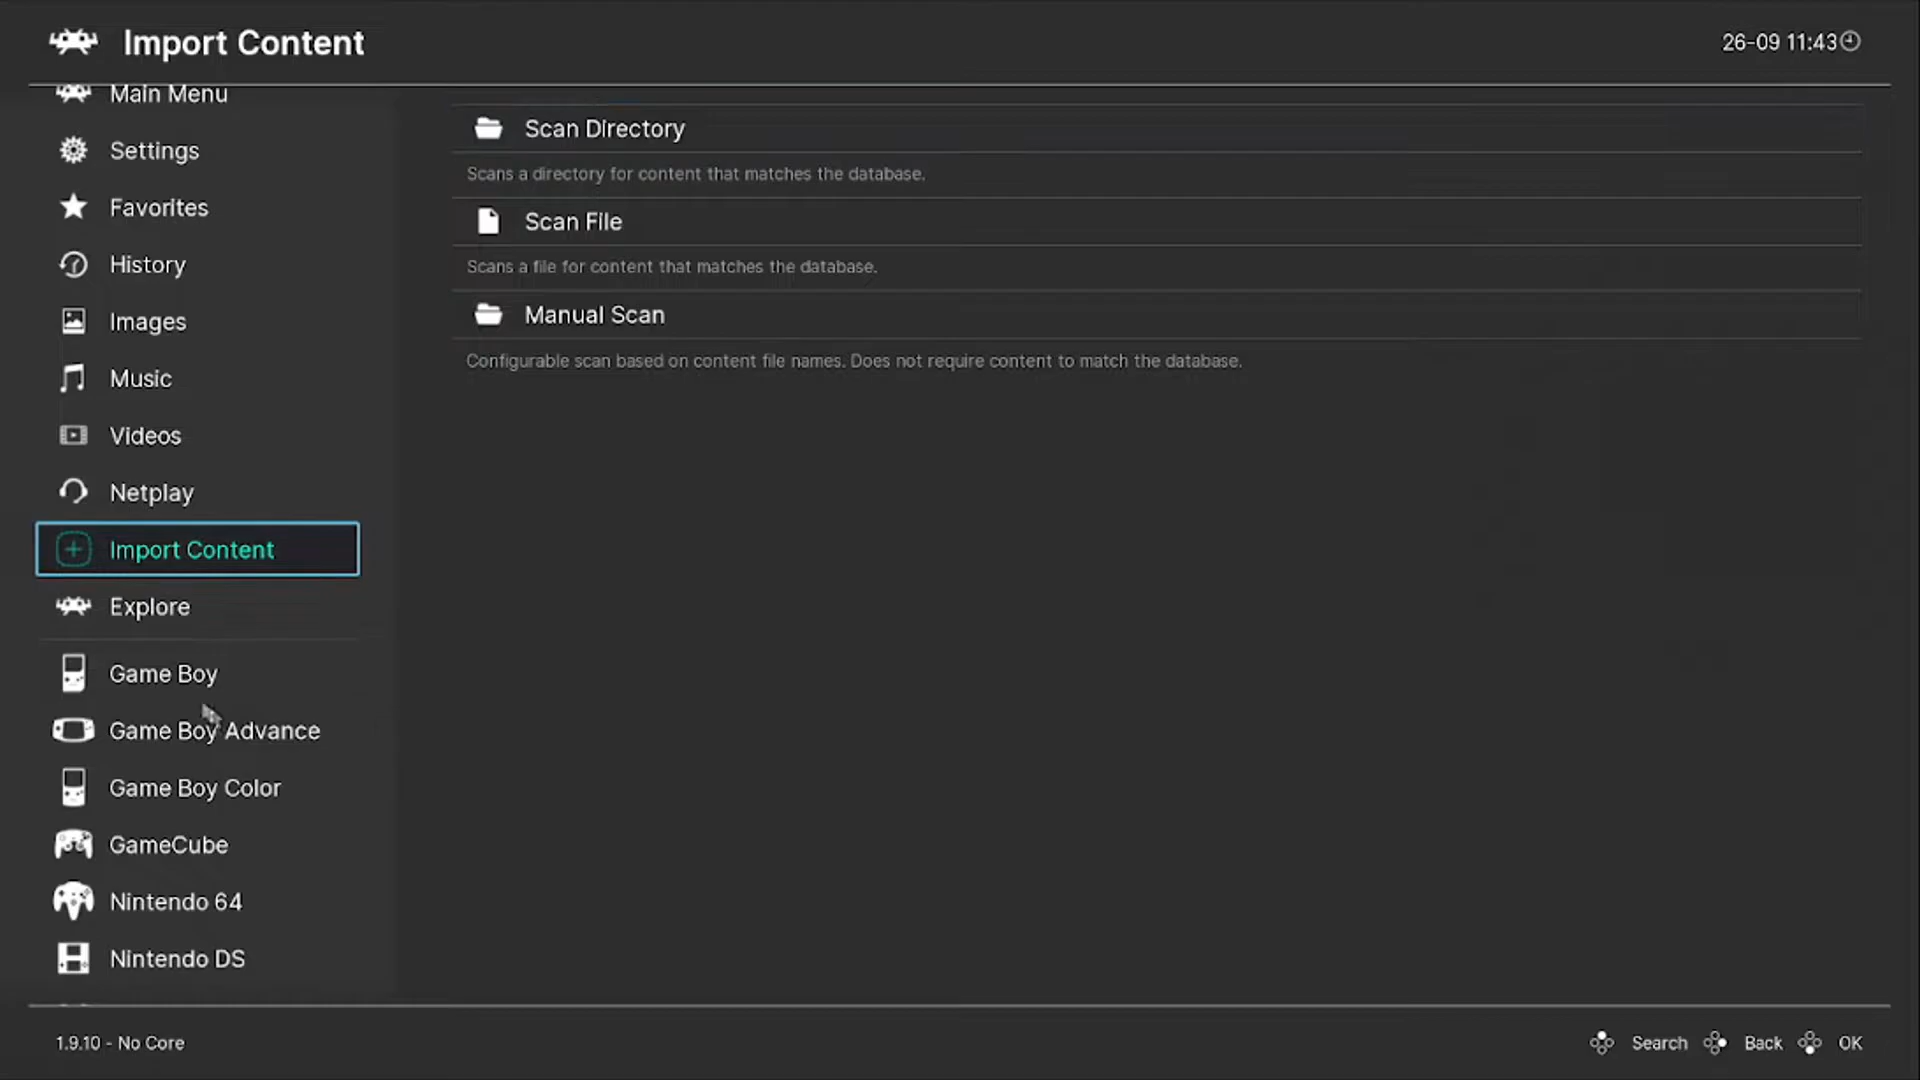 Import Content
26-09 11:43
Main Menu
Settings
Favorites
History
Images
Music
Videos
Netplay
Import Content
Explore
Game Boy
Game Boy Advance
Game Boy Color
GameCube
Nintendo 64
Nintendo DS
Scan Directory
Scans a directory for content that matches the database.
Scan File
Scans a file for content that matches the database.
Manual Scan
Configurable scan based on content file names. Does not require content to match the database.
1.9.10 - No Core
Search Back OK